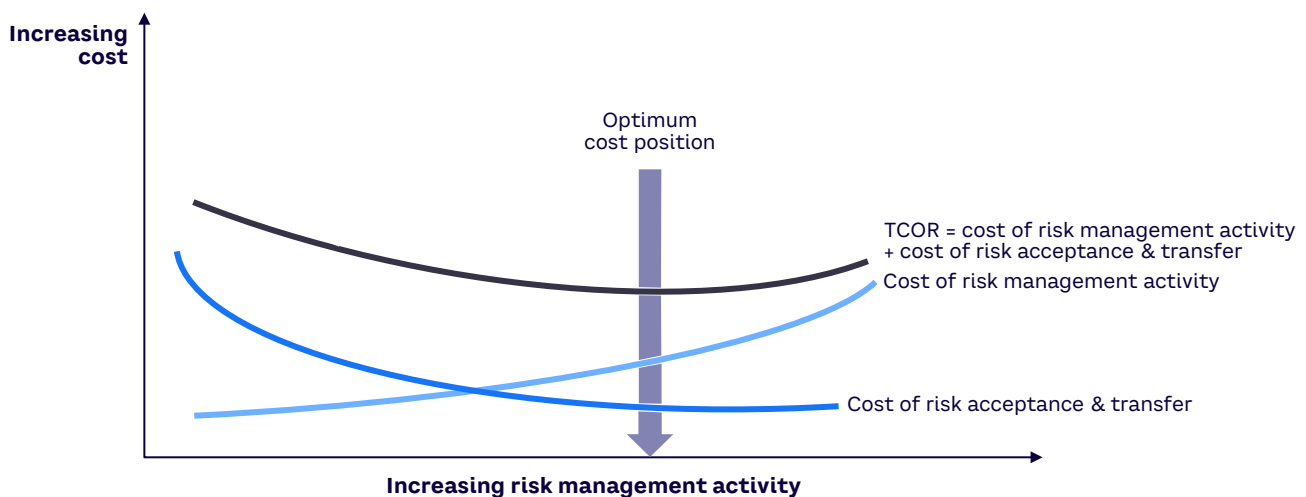 Increasing
cost
Optimum
cost position
TCOR = cost of risk management activity
+ cost of risk acceptance & transfer
Cost of risk management activity
Cost of risk acceptance & transfer
Increasing risk management activity